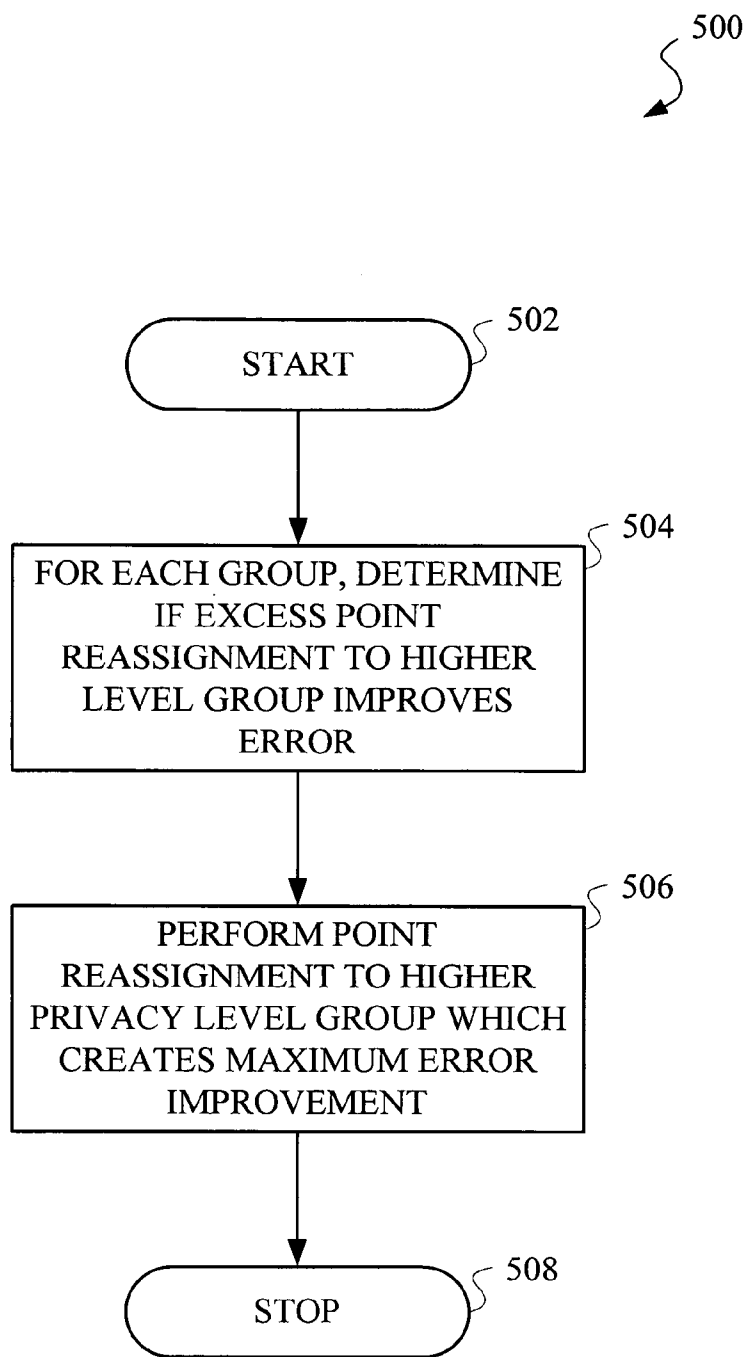 500
502
START
504
FOR EACH GROUP, DETERMINE
IF EXCESS POINT
REASSIGNMENT TO HIGHER
LEVEL GROUP IMPROVES
ERROR
506
PERFORM POINT
REASSIGNMENT TO HIGHER
PRIVACY LEVEL GROUP WHICH
CREATES MAXIMUM ERROR
IMPROVEMENT
508
STOP